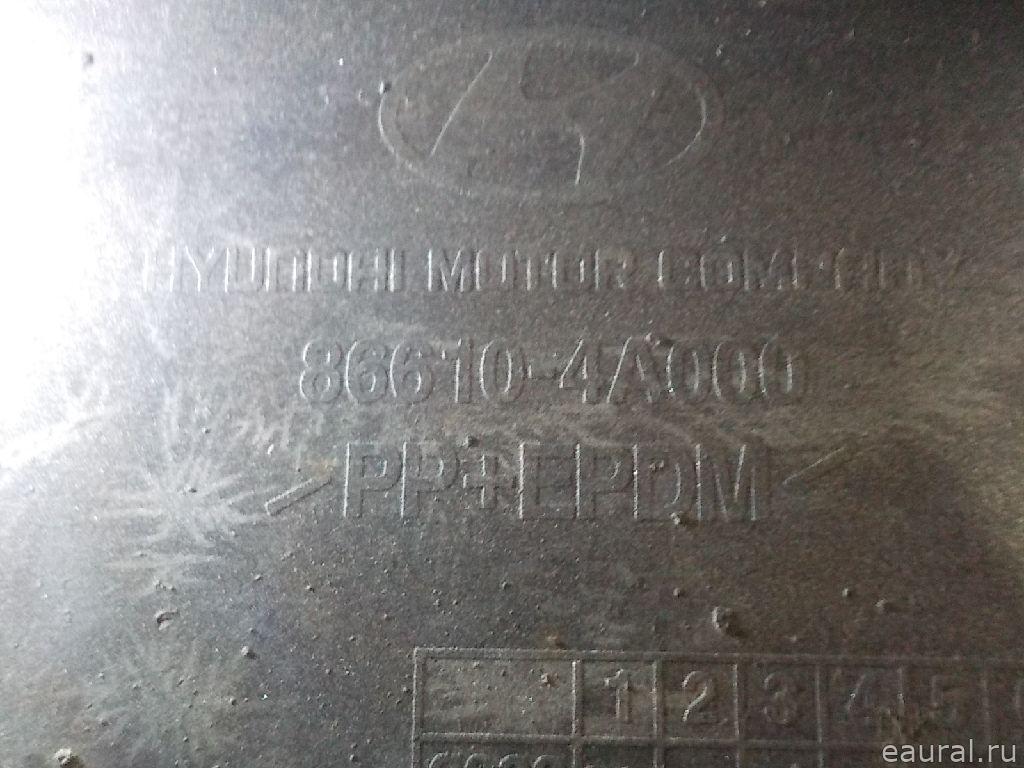 HYUNDAI MOTOR COMPANY
86610-4A000
>PP+EPDM<
1 2 3 4 5
eaural.ru